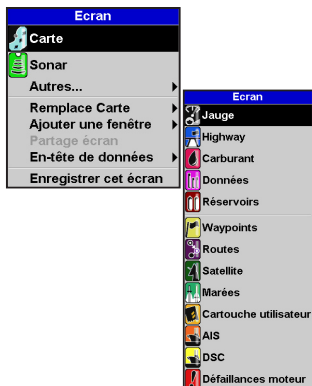 Ecran
Carte
Sonar
Autres...
Remplace Carte
Ajouter une fenêtre
Partage écran
En-tête de données
Enregistrer cet écran
Ecran
Jauge
Highway
Carburant
Données
Réservoirs
Waypoints
Routes
Satellite
Marées
Cartouche utilisateur
AIS
DSC
Défaillances moteur